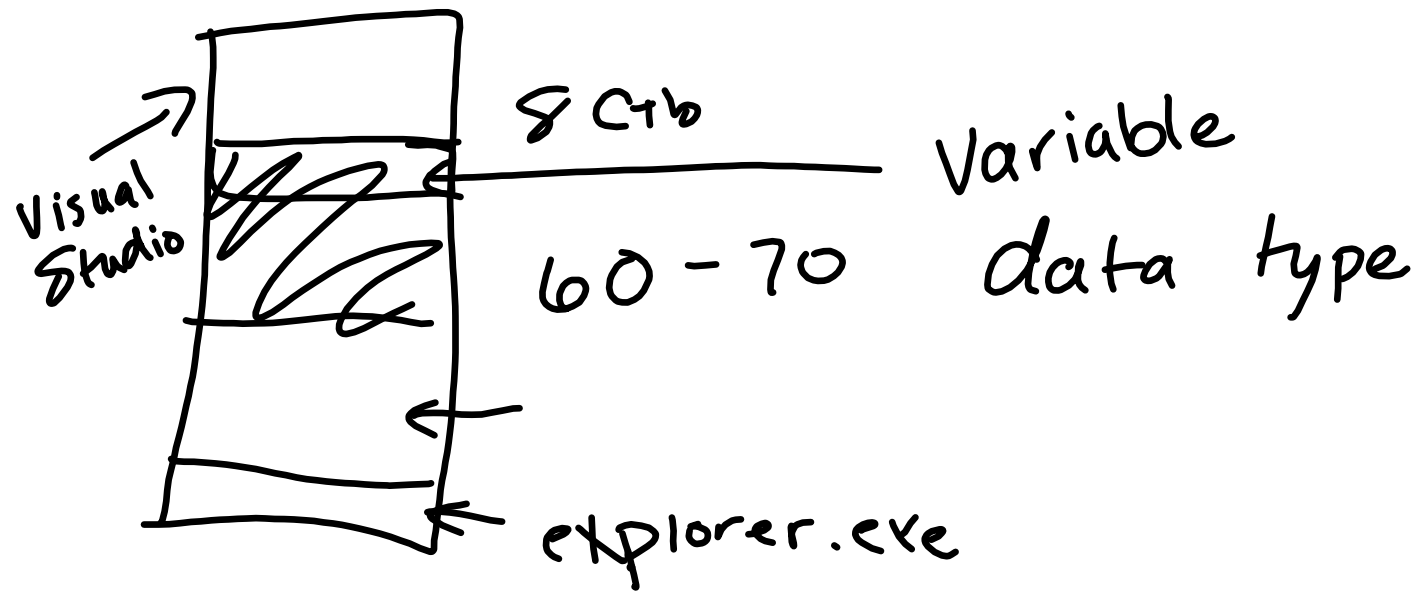 8 Gb
Variable
data type
Visual
Studio
60 - 70
explorer.exe